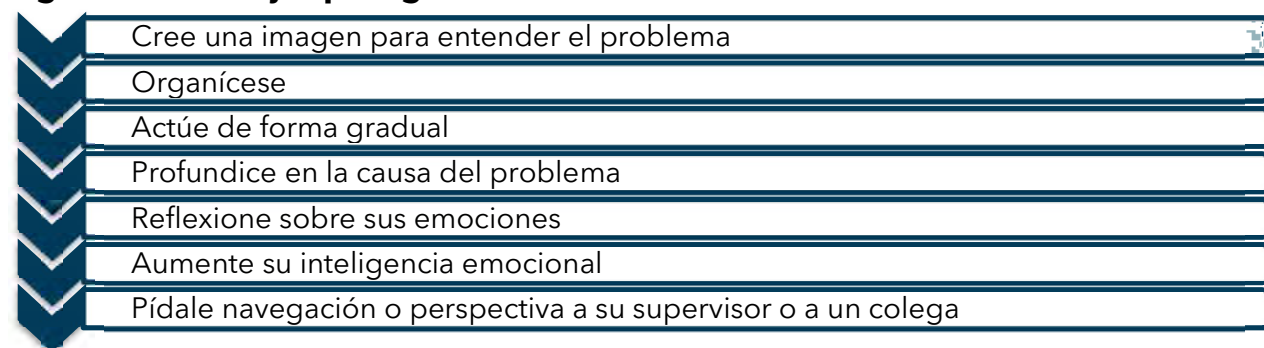 Cree una imagen para entender el problema
Organícese
Actúe de forma gradual
Profundice en la causa del problema
Reflexione sobre sus emociones
Aumente su inteligencia emocional
Pídale navegación o perspectiva a su supervisor o a un colega